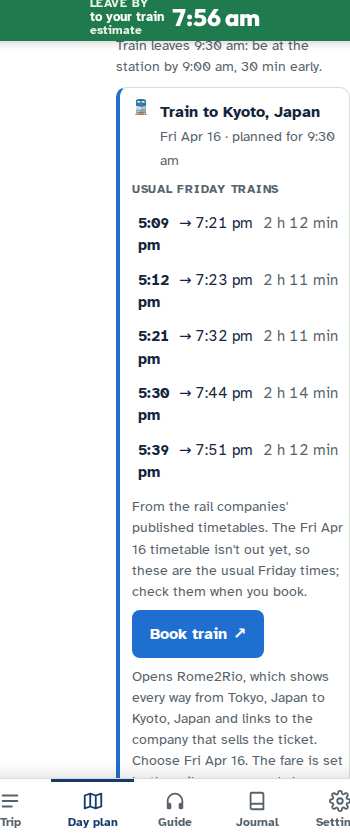 LEAVE BY
to your train
estimate
7:56 am
Train leaves 9:30 am: be at the
station by 9:00 am, 30 min early.
Train to Kyoto, Japan
Fri Apr 16 · planned for 9:30
am
USUAL FRIDAY TRAINS
5:09 pm → 7:21 pm 2 h 12 min
5:12 pm → 7:23 pm 2 h 11 min
5:21 pm → 7:32 pm 2 h 11 min
5:30 pm → 7:44 pm 2 h 14 min
5:39 pm → 7:51 pm 2 h 12 min
From the rail companies'
published timetables. The Fri Apr
16 timetable isn't out yet, so
these are the usual Friday times;
check them when you book.
Book train ↗
Opens Rome2Rio, which shows
every way from Tokyo, Japan to
Kyoto, Japan and links to the
company that sells the ticket.
Choose Fri Apr 16. The fare is set
Trip
Day plan
Guide
Journal
Settin